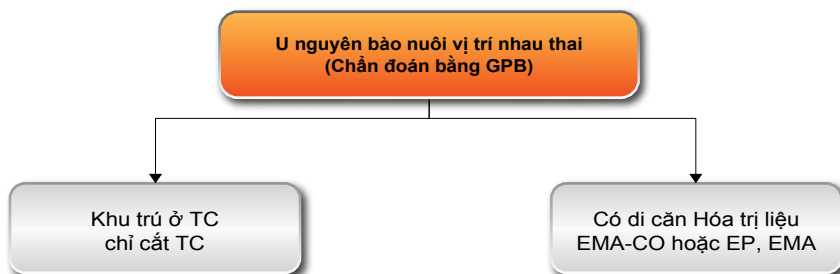 U nguyên bào nuôi vị trí nhau thai
(Chẩn đoán bằng GPB)
Khu trú ở TC
chỉ cắt TC
Có di căn Hóa trị liệu
EMA-CO hoặc EP, EMA